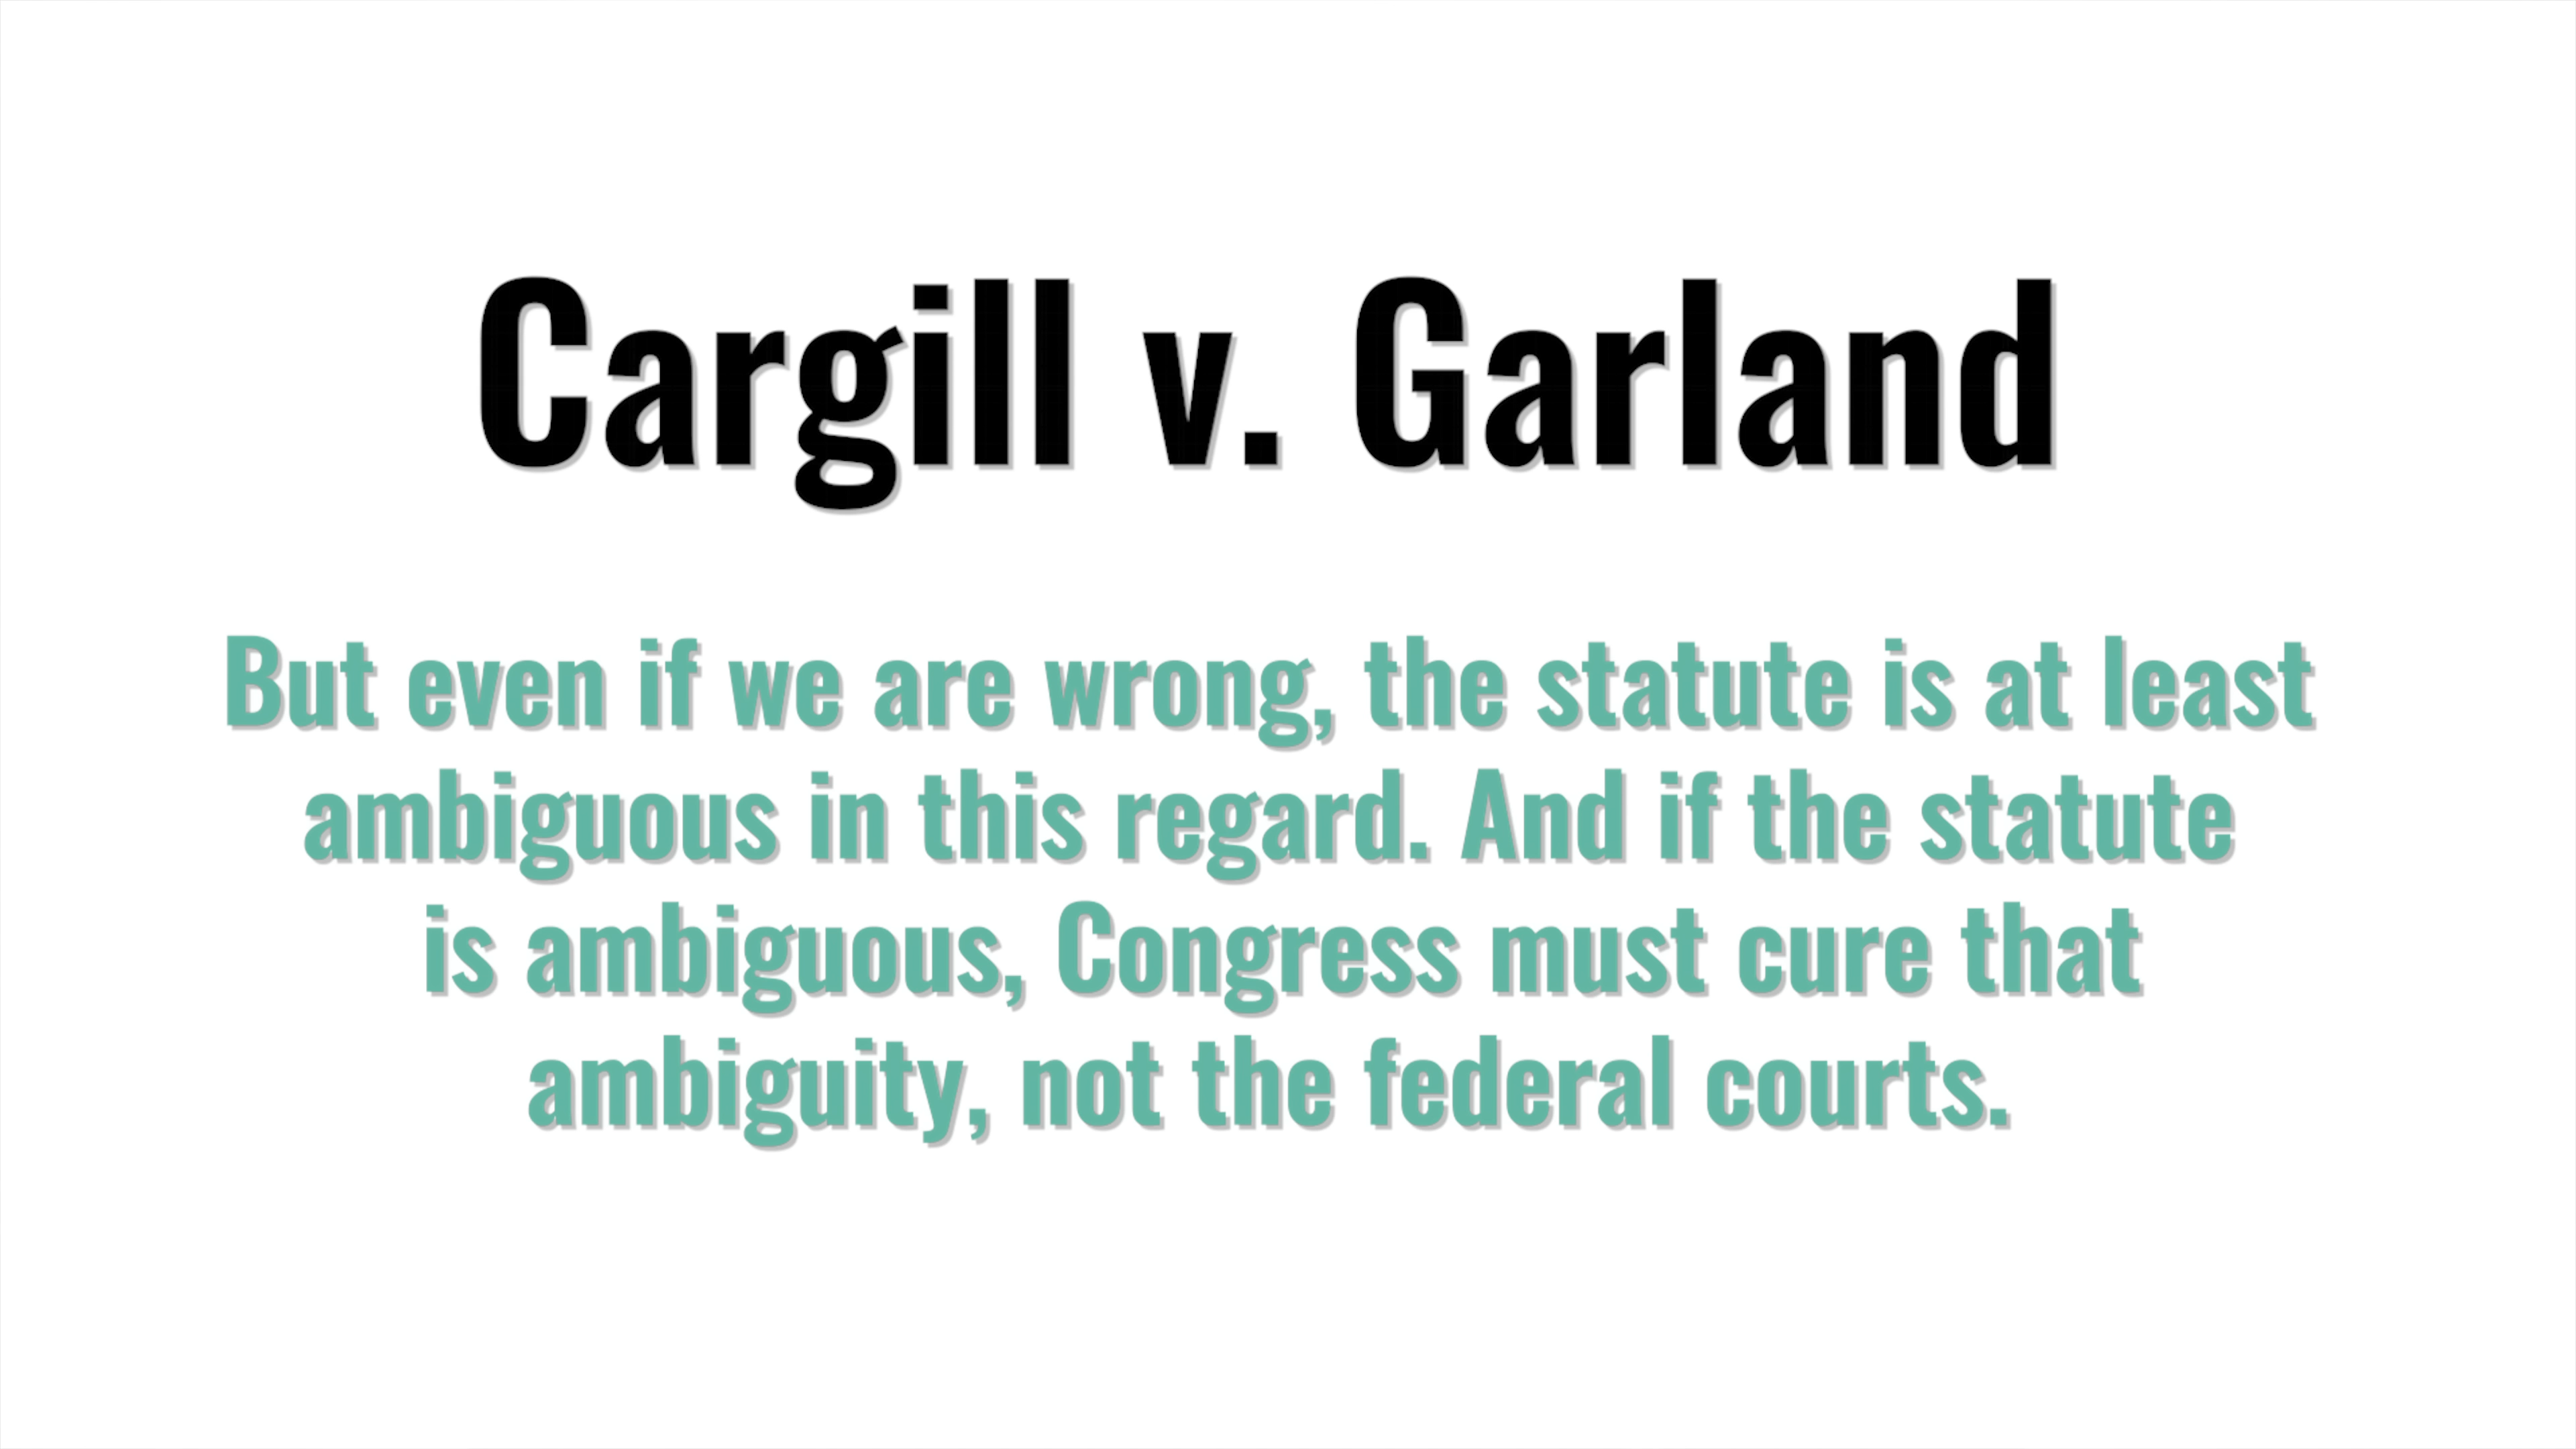 Cargill v. Garland
But even if we are wrong, the statute is at least
ambiguous in this regard. And if the statute
is ambiguous, Congress must cure that
ambiguity, not the federal courts.